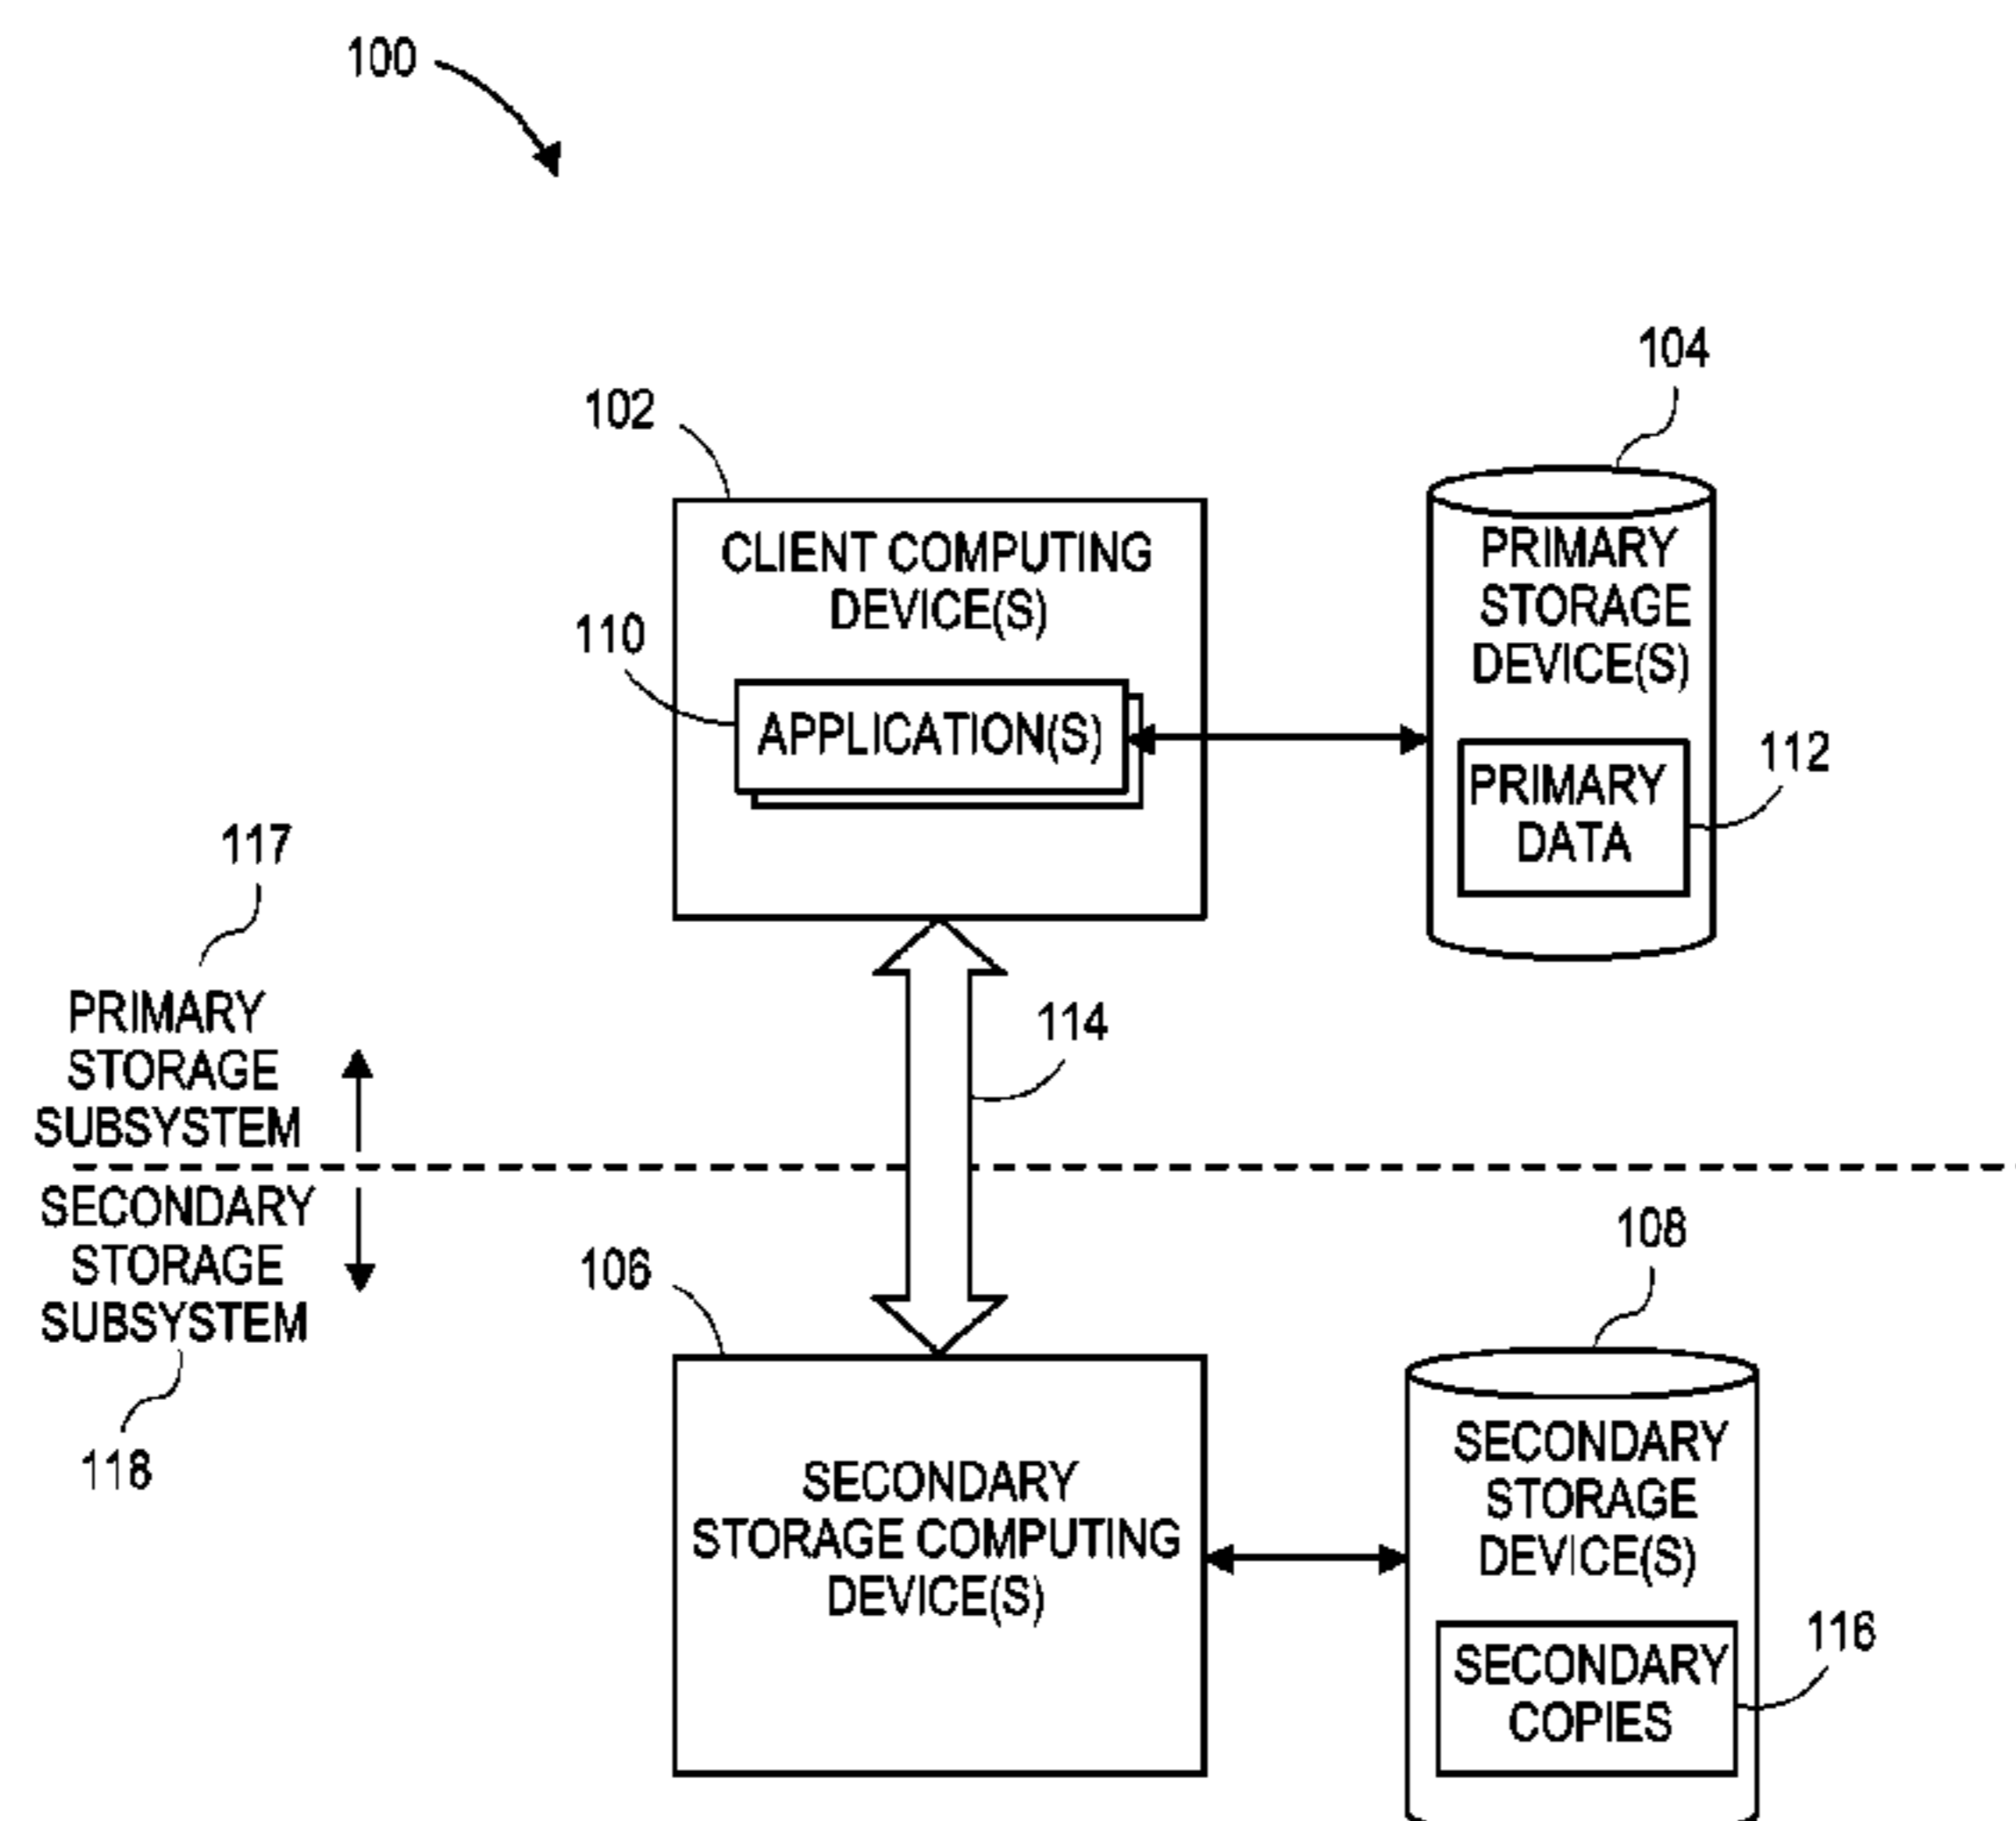 100
104
102
CLIENT COMPUTING
DEVICE(S)
110
APPLICATION(S)
PRIMARY
STORAGE
DEVICE(S)
PRIMARY
DATA
112
117
PRIMARY
STORAGE
SUBSYSTEM
114
SECONDARY
STORAGE
SUBSYSTEM
118
106
108
SECONDARY
STORAGE COMPUTING
DEVICE(S)
SECONDARY
STORAGE
DEVICE(S)
SECONDARY
COPIES
116